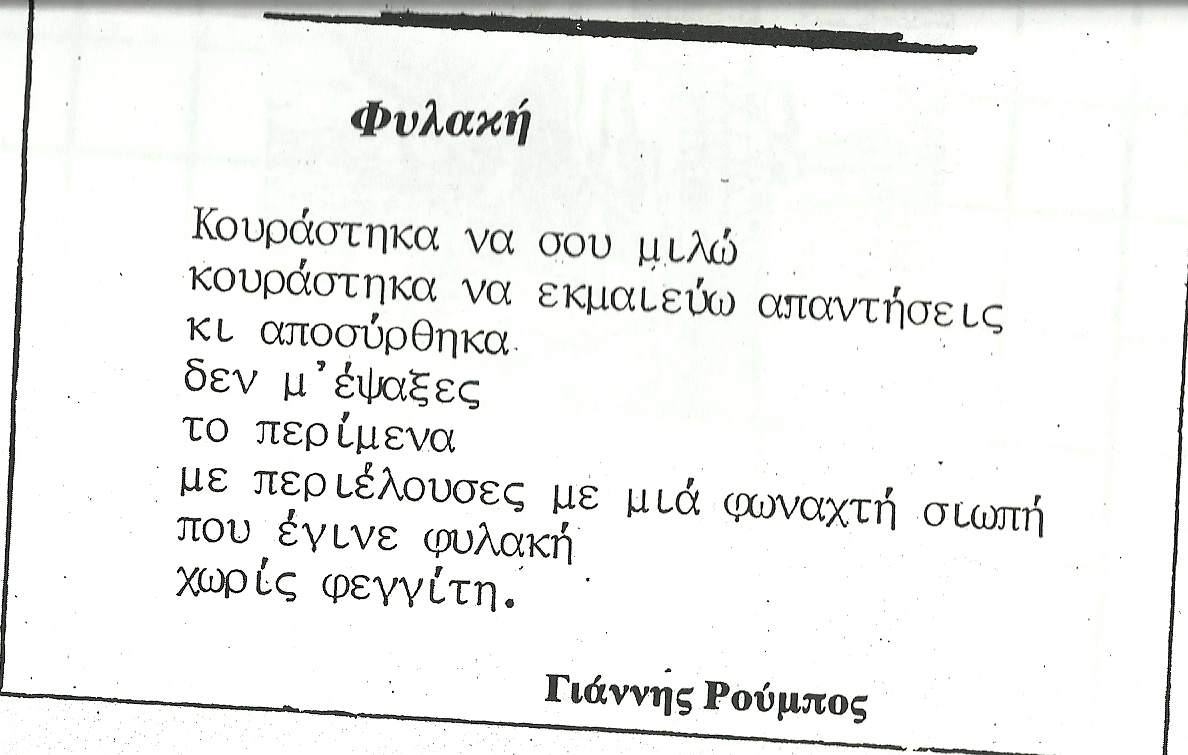 Φυλακή
Κουράστηκα να σου μιλώ
κουράστηκα να εκμαιεύω απαντήσεις
κι αποσύρθηκα
δεν μ'έψαξες
το περίμενα
με περιέλουσες με μιά φωναχτή σιωπή
που έγινε φυλακή
χωρίς φεγγίτη.
Γιάννης Ρούμπος